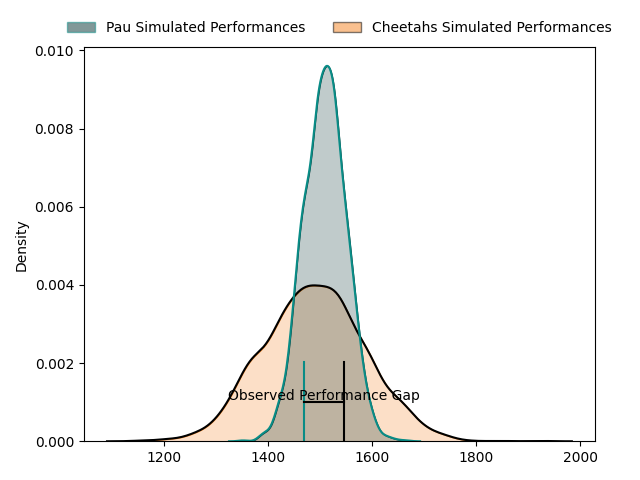 Pau Simulated Performances Cheetahs Simulated Performances
0.010
0.008
0.006
0.004
0.002
0.000
Density
Observed Performance Gap
1200 1400 1600 1800 2000